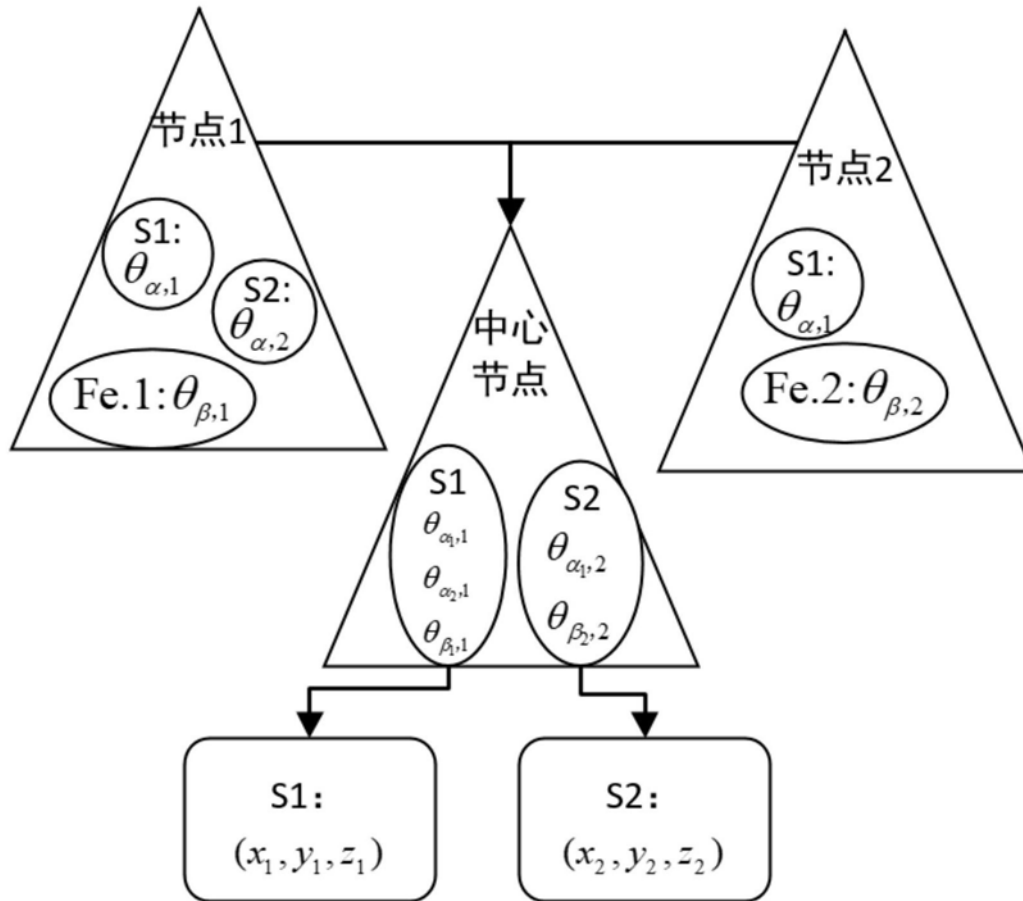 节点1
S1:
θα,1
S2:
θα,2
Fe.1:θβ,1
节点2
S1:
θα,1
Fe.2:θβ,2
中心
节点
S1
θα₁,1
θα₂,1
θβ₁,1
S2
θα₁,2
θβ₂,2
S1：
(x₁, y₁, z₁)
S2：
(x₂, y₂, z₂)